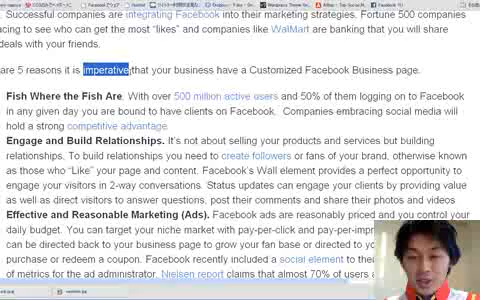 . Successful companies are integrating Facebook into their marketing strategies. Fortune 500 companies
acing to see who can get the most “likes” and companies like WalMart are banking that you will share
deals with your friends.
are 5 reasons it is imperative that your business have a Customized Facebook Business page.
Fish Where the Fish Are. With over 500 million active users and 50% of them logging on to Facebook
in any given day you are bound to have clients on Facebook. Companies embracing social media will
hold a strong competitive advantage.
Engage and Build Relationships. It’s not about selling your products and services but building
relationships. To build relationships you need to create followers or fans of your brand, otherwise known
as those who “Like” your page and content. Facebook’s Wall element provides a perfect opportunity to
engage your visitors in 2-way conversations. Status updates can engage your clients by providing value
as well as direct visitors to answer questions, post their comments and share their photos and videos
Effective and Reasonable Marketing (Ads). Facebook ads are reasonably priced and you control your
daily budget. You can target your niche market with pay-per-click and pay-per-impre
can be directed back to your business page to grow your fan base or directed to yo
purchase or redeem a coupon. Facebook recently included a social element to their
of metrics for the ad administrator. Nielsen report claims that almost 70% of users a